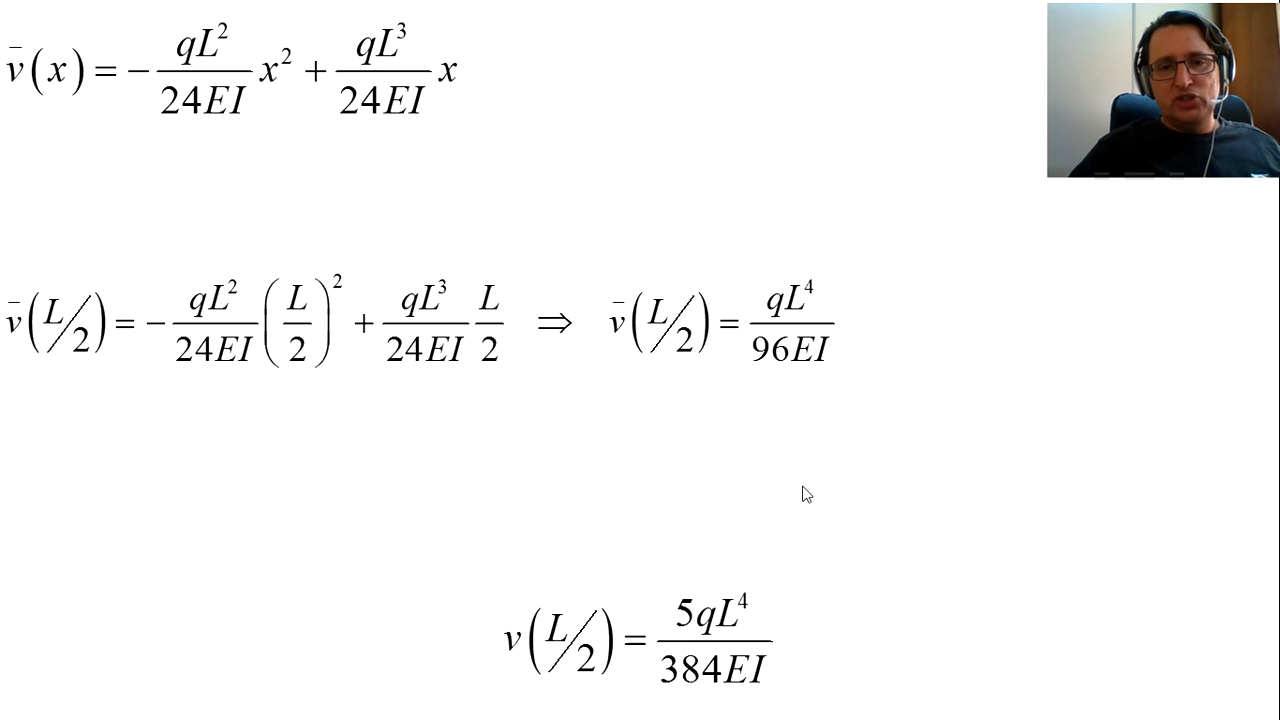 v̄(x) = −qL²/24EI x² + qL³/24EI x
v̄(L/2) = −qL²/24EI (L/2)² + qL³/24EI L/2 ⇒ v̄(L/2) = qL⁴/96EI
v(L/2) = 5qL⁴/384EI